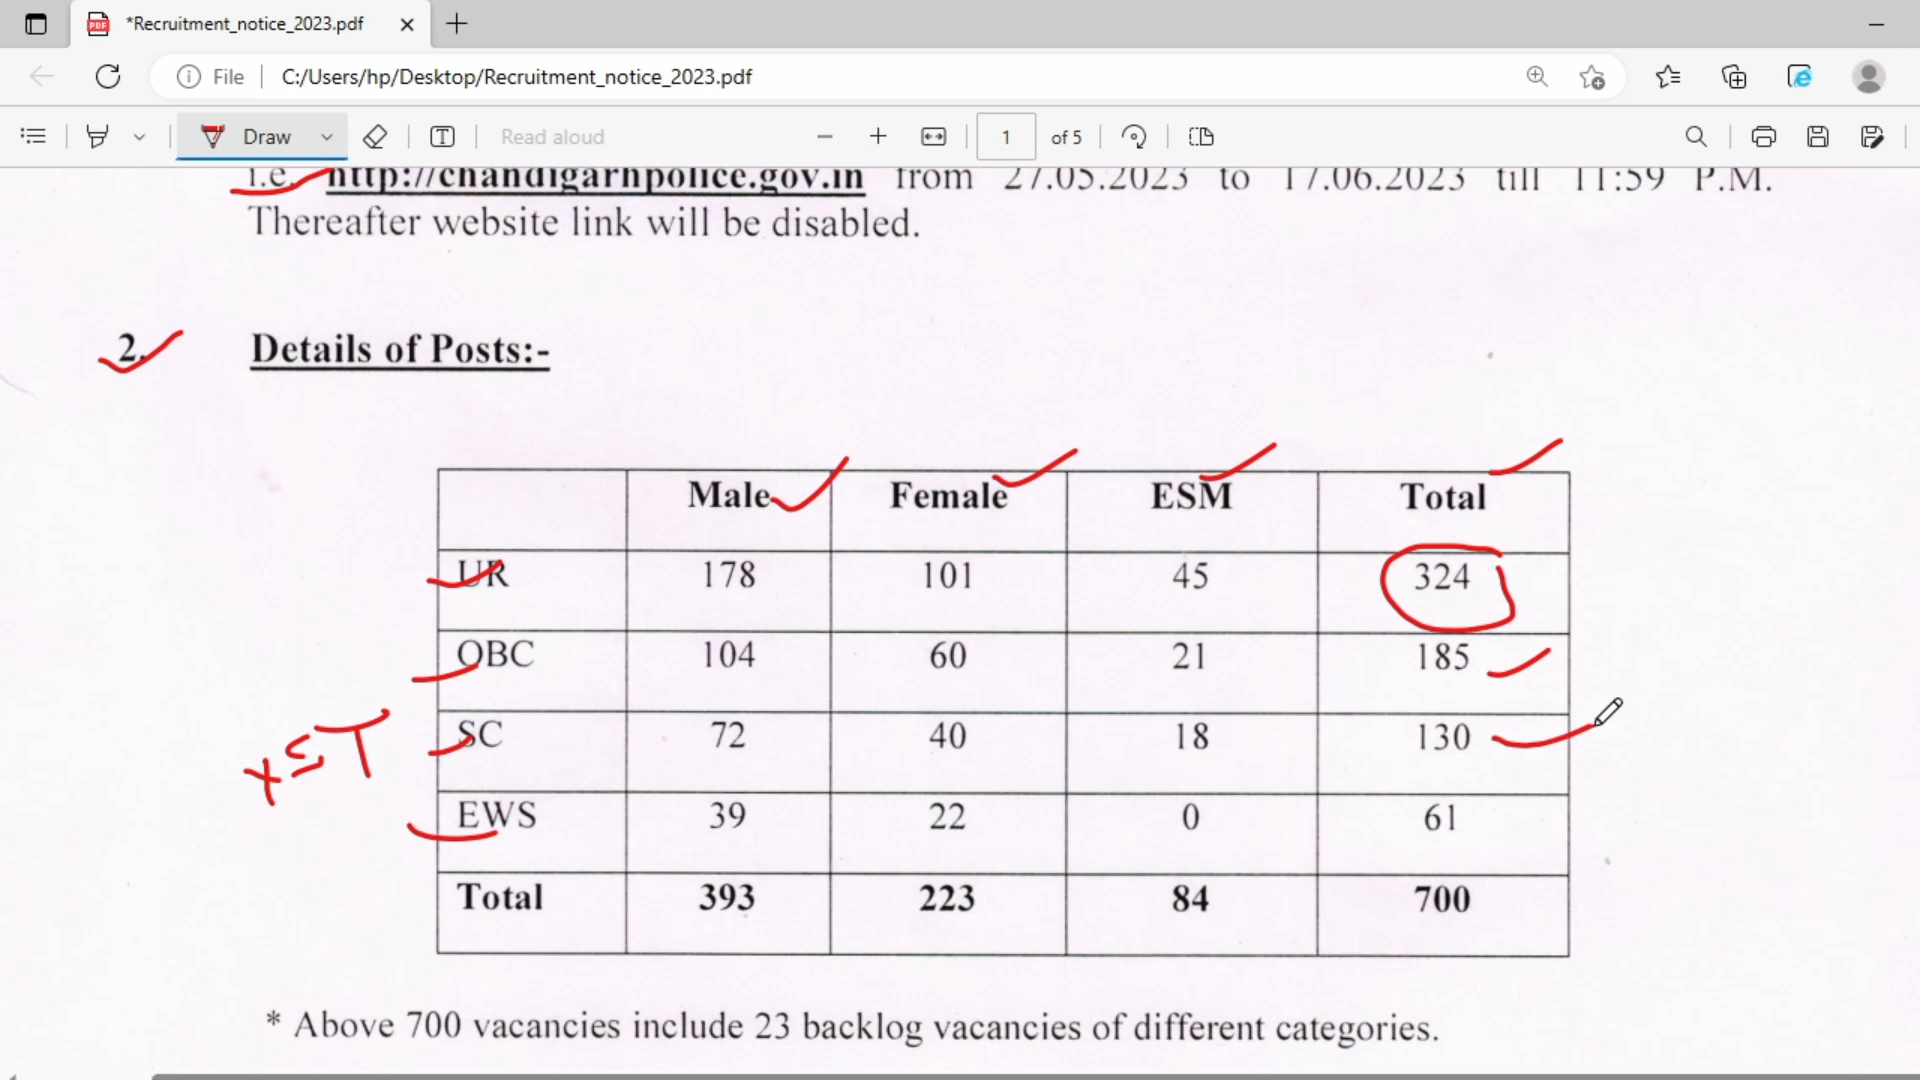 *Recruitment_notice_2023.pdf
File C:/Users/hp/Desktop/Recruitment_notice_2023.pdf
Draw Read aloud 1 of 5
i.e. http://chandigarhpolice.gov.in from 27.05.2023 to 17.06.2023 till 11:59 P.M.
Thereafter website link will be disabled.
2. Details of Posts:-
Male Female ESM Total
UR 178 101 45 324
OBC 104 60 21 185
SC 72 40 18 130
xST
EWS 39 22 0 61
Total 393 223 84 700
* Above 700 vacancies include 23 backlog vacancies of different categories.